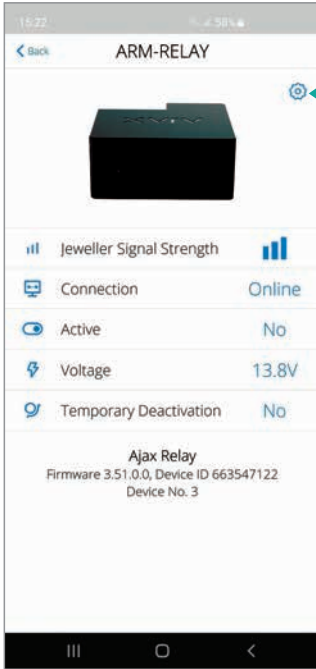 15:22
58%
Back
ARM-RELAY
AJAX
Jeweller Signal Strength
Connection Online
Active No
Voltage 13.8V
Temporary Deactivation No
Ajax Relay
Firmware 3.51.0.0, Device ID 663547122
Device No. 3